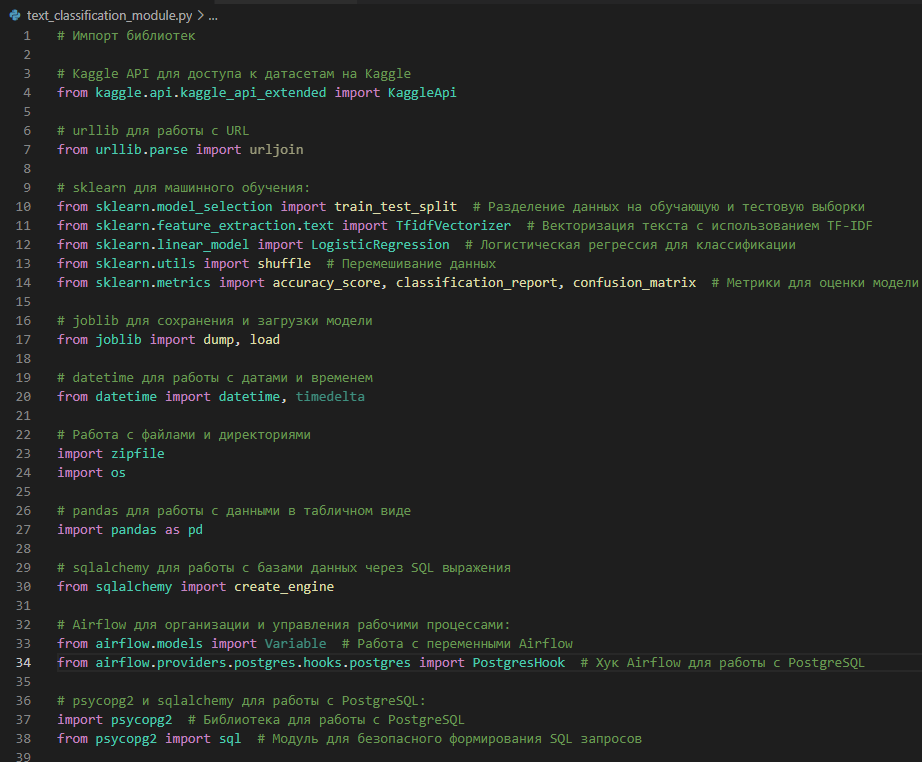 text_classification_module.py > ...
1 # Импорт библиотек
2
3 # Kaggle API для доступа к датасетам на Kaggle
4 from kaggle.api.kaggle_api_extended import KaggleApi
5
6 # urllib для работы с URL
7 from urllib.parse import urljoin
8
9 # sklearn для машинного обучения:
10 from sklearn.model_selection import train_test_split  # Разделение данных на обучающую и тестовую выборки
11 from sklearn.feature_extraction.text import TfidfVectorizer  # Векторизация текста с использованием TF-IDF
12 from sklearn.linear_model import LogisticRegression  # Логистическая регрессия для классификации
13 from sklearn.utils import shuffle  # Перемешивание данных
14 from sklearn.metrics import accuracy_score, classification_report, confusion_matrix  # Метрики для оценки модели
15
16 # joblib для сохранения и загрузки модели
17 from joblib import dump, load
18
19 # datetime для работы с датами и временем
20 from datetime import datetime, timedelta
21
22 # Работа с файлами и директориями
23 import zipfile
24 import os
25
26 # pandas для работы с данными в табличном виде
27 import pandas as pd
28
29 # sqlalchemy для работы с базами данных через SQL выражения
30 from sqlalchemy import create_engine
31
32 # Airflow для организации и управления рабочими процессами:
33 from airflow.models import Variable  # Работа с переменными Airflow
34 from airflow.providers.postgres.hooks.postgres import PostgresHook  # Хук Airflow для работы с PostgreSQL
35
36 # psycopg2 и sqlalchemy для работы с PostgreSQL:
37 import psycopg2  # Библиотека для работы с PostgreSQL
38 from psycopg2 import sql  # Модуль для безопасного формирования SQL запросов
39